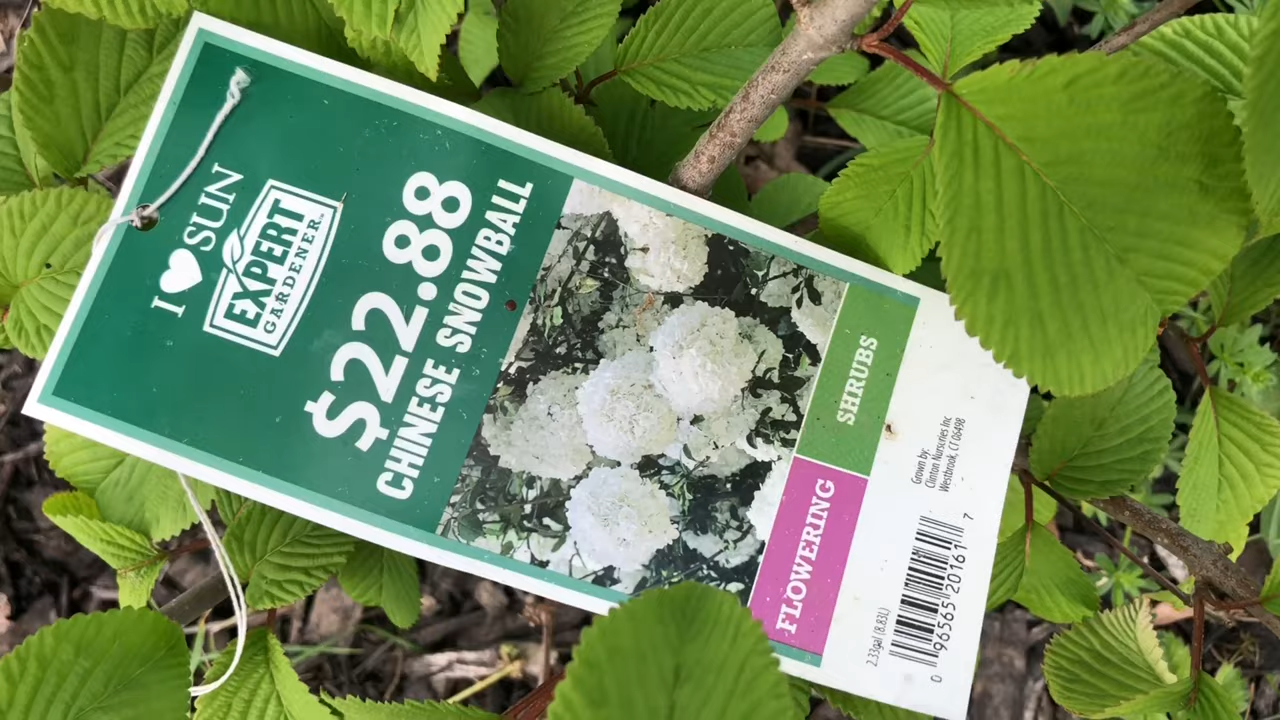 I ♥ SUN
EXPERT
GARDENER™
$22.88
CHINESE SNOWBALL
SHRUBS
FLOWERING
Grown by:
Clinton Nurseries Inc
Westbrook, CT 06498
2.33gal (8.83L)
0 96565 20161 7